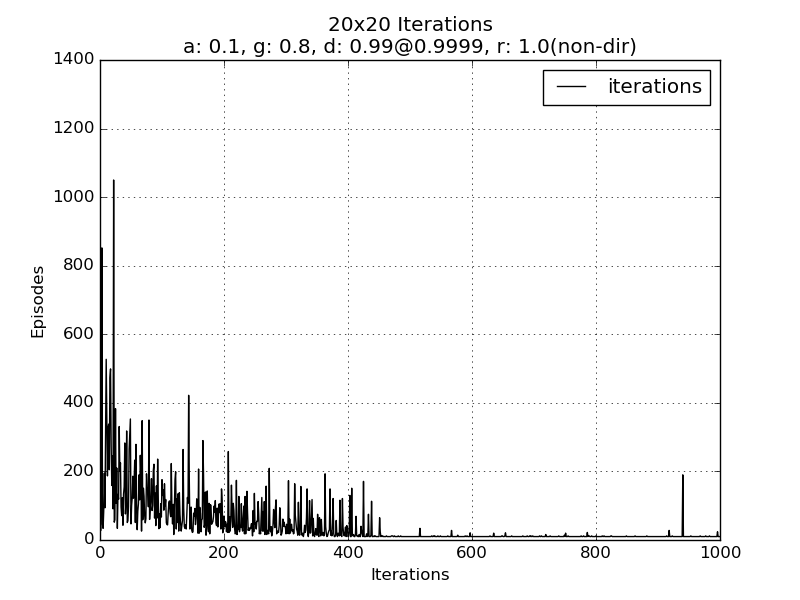 20x20 Iterations
a: 0.1, g: 0.8, d: 0.99@0.9999, r: 1.0(non-dir)
iterations
1400
1200
1000
800
600
400
200
0
Episodes
0 200 400 600 800 1000
Iterations